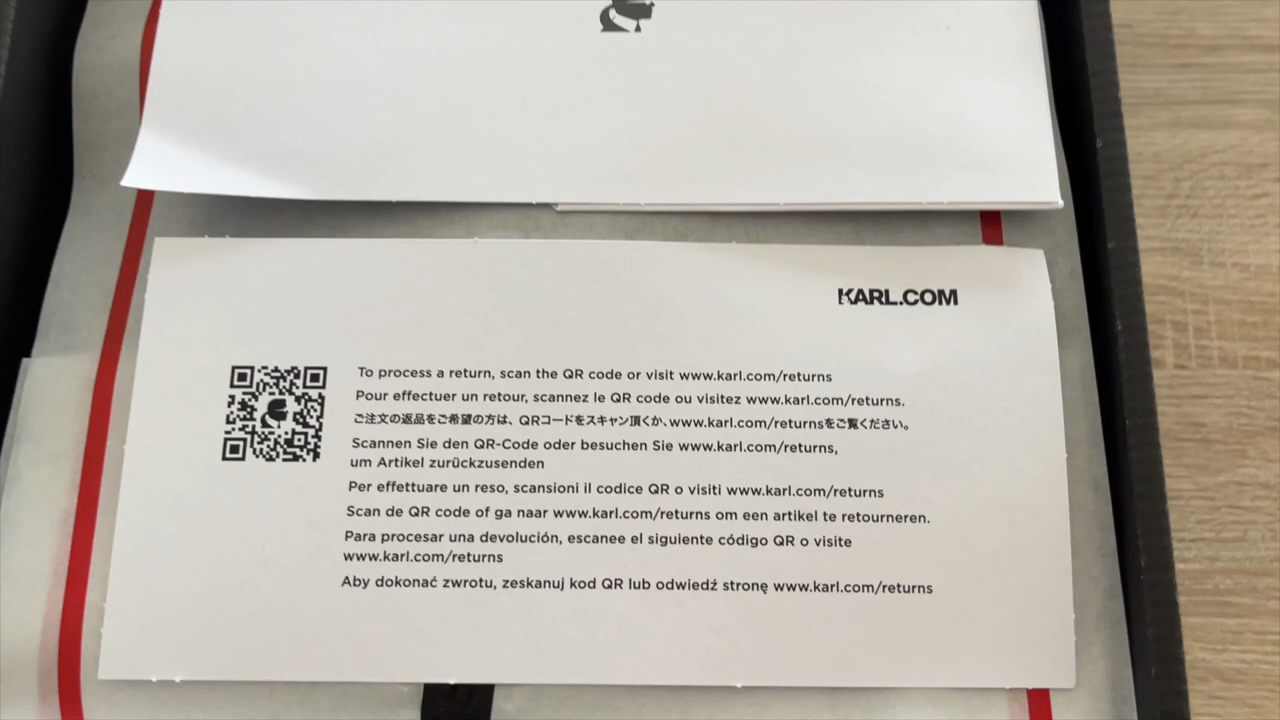 KARL.COM
To process a return, scan the QR code or visit www.karl.com/returns
Pour effectuer un retour, scannez le QR code ou visitez www.karl.com/returns.
ご注文の返品をご希望の方は、QRコードをスキャン頂くか、www.karl.com/returnsをご覧ください。
Scannen Sie den QR-Code oder besuchen Sie www.karl.com/returns,
um Artikel zurückzusenden
Per effettuare un reso, scansioni il codice QR o visiti www.karl.com/returns
Scan de QR code of ga naar www.karl.com/returns om een artikel te retourneren.
Para procesar una devolución, escanee el siguiente código QR o visite
www.karl.com/returns
Aby dokonać zwrotu, zeskanuj kod QR lub odwiedź stronę www.karl.com/returns